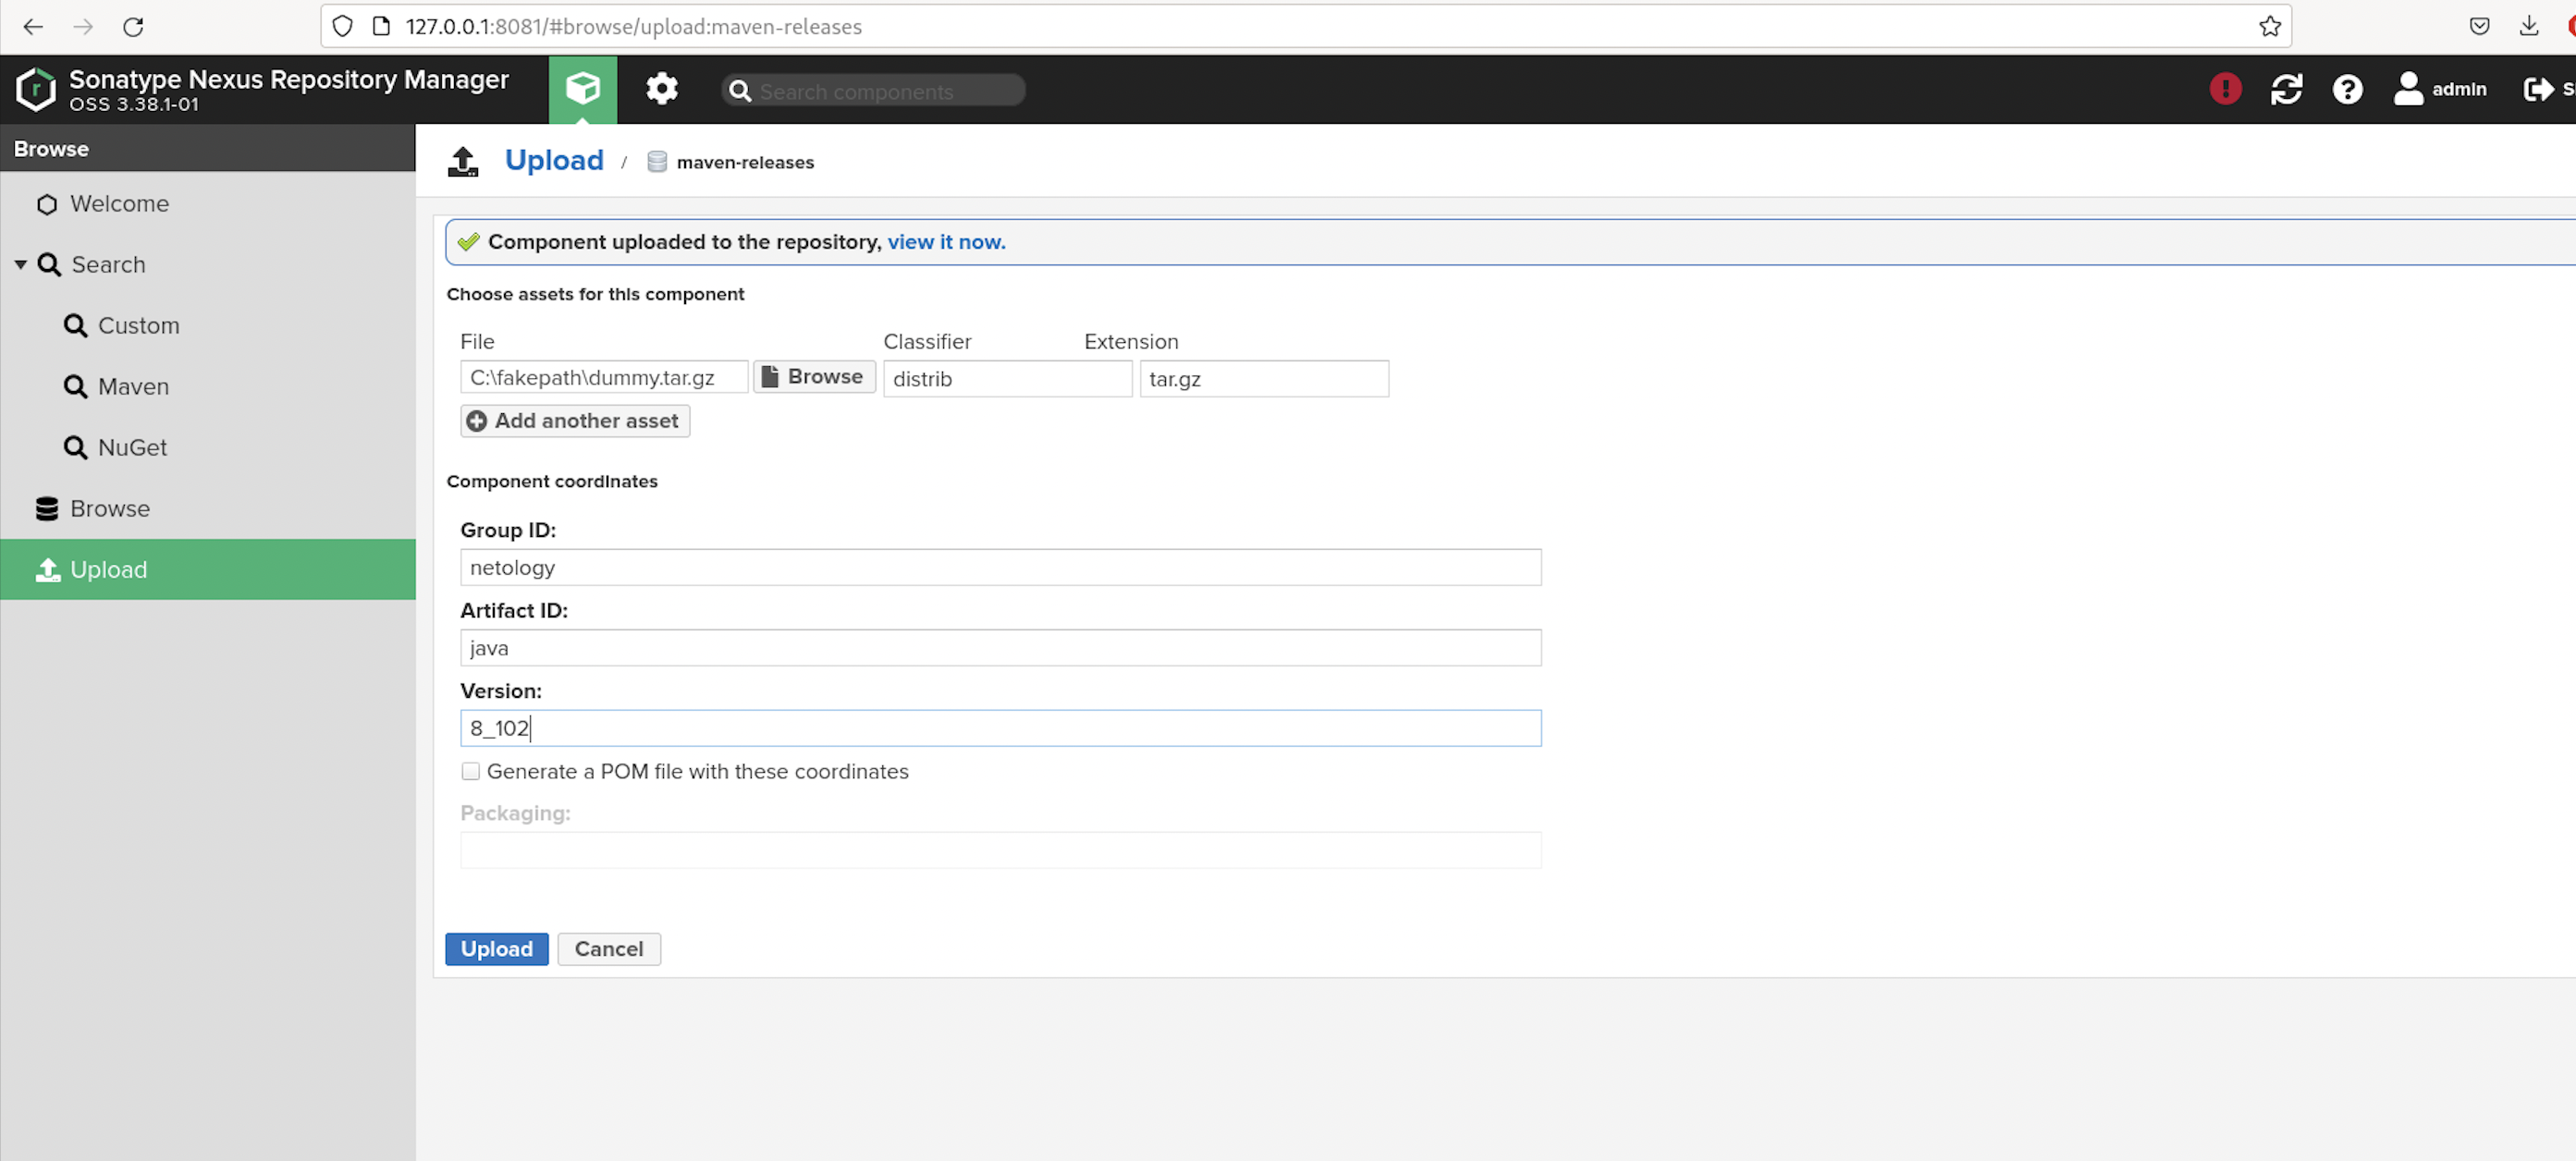 127.0.0.1:8081/#browse/upload:maven-releases
Sonatype Nexus Repository Manager
OSS 3.38.1-01
Search components
admin
Browse
Welcome
Search
Custom
Maven
NuGet
Browse
Upload
Upload / maven-releases
Component uploaded to the repository, view it now.
Choose assets for this component
File Classifier Extension
C:\fakepath\dummy.tar.gz Browse distrib tar.gz
Add another asset
Component coordinates
Group ID:
netology
Artifact ID:
java
Version:
8_102
Generate a POM file with these coordinates
Packaging:
Upload Cancel